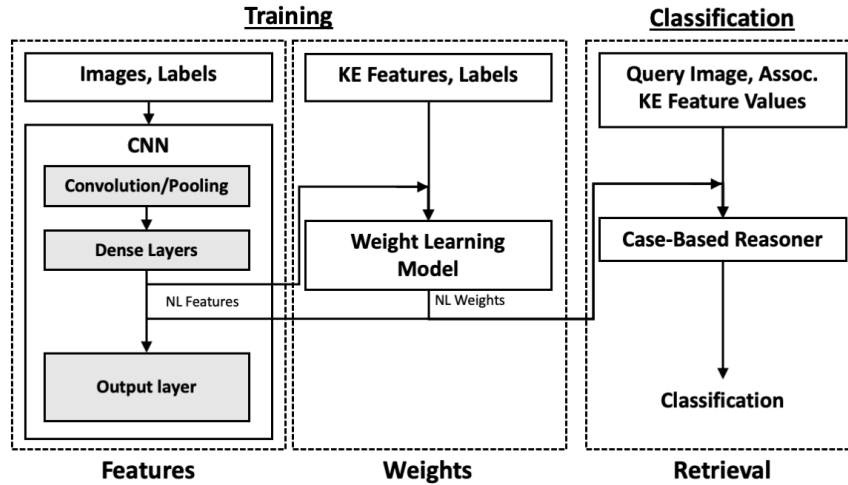 Training
Classification
Images, Labels
CNN
Convolution/Pooling
Dense Layers
NL Features
Output layer
Features
KE Features, Labels
Weight Learning
Model
NL Weights
Weights
Query Image, Assoc.
KE Feature Values
Case-Based Reasoner
Classification
Retrieval